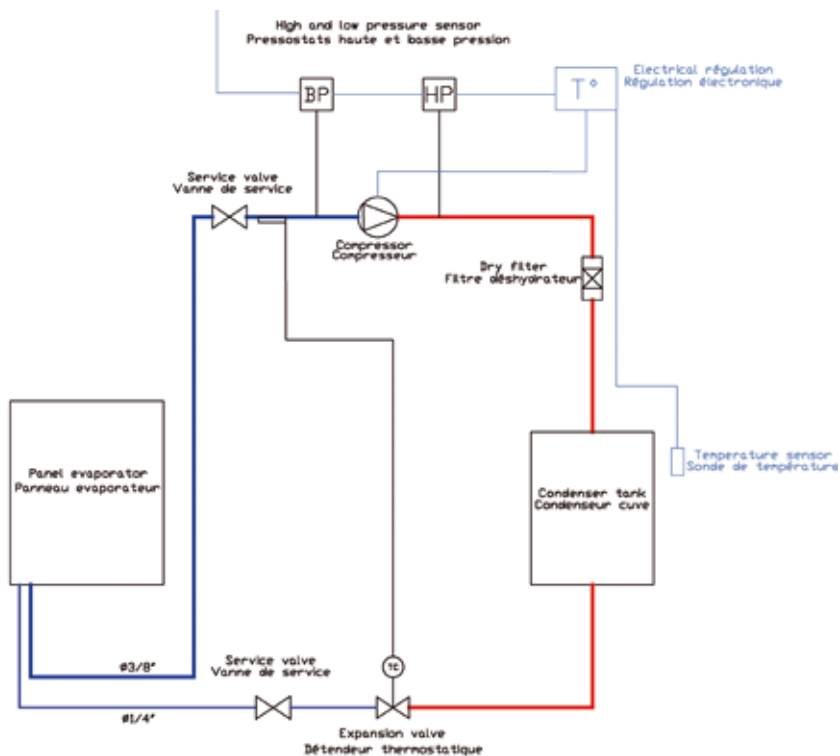 High and low pressure sensor
Pressostats haute et basse pression
Electrical régulation
Régulation électronique
BP
HP
T°
Service valve
Vanne de service
Compressor
Compresseur
Dry filter
Filtre déshydrateur
Panel evaporator
Panneau evaporateur
Condenser tank
Condenseur cuve
Temperature sensor
Sonde de température
ø3/8"
Service valve
Vanne de service
TC
ø1/4"
Expansion valve
Détendeur thermostatique